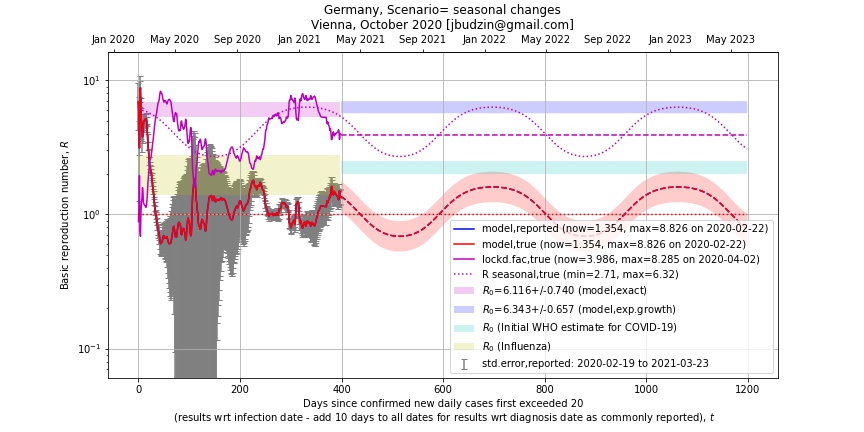 Germany, Scenario= seasonal changes
Vienna, October 2020 [jbudzin@gmail.com]
Jan 2020 May 2020 Sep 2020 Jan 2021 May 2021 Sep 2021 Jan 2022 May 2022 Sep 2022 Jan 2023 May 2023
Basic reproduction number, R
10¹
10⁰
10⁻¹
model,reported (now=1.354, max=8.826 on 2020-02-22)
model,true (now=1.354, max=8.826 on 2020-02-22)
lockd.fac,true (now=3.986, max=8.285 on 2020-04-02)
R seasonal,true (min=2.71, max=6.32)
R₀=6.116+/-0.740 (model,exact)
R₀=6.343+/-0.657 (model,exp.growth)
R₀ (Initial WHO estimate for COVID-19)
R₀ (Influenza)
std.error,reported: 2020-02-19 to 2021-03-23
0 200 400 600 800 1000 1200
Days since confirmed new daily cases first exceeded 20
(results wrt infection date - add 10 days to all dates for results wrt diagnosis date as commonly reported), t